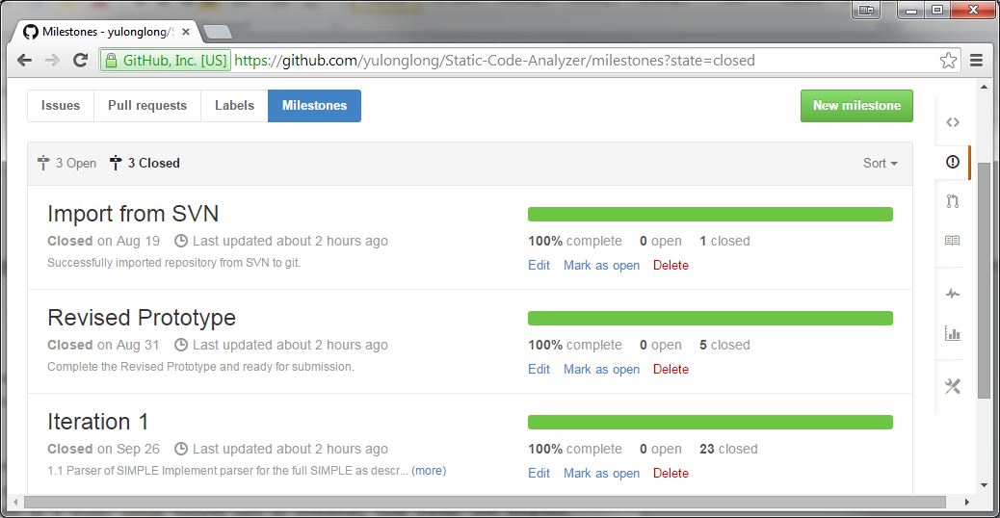 Milestones - yulonglong/S
GitHub, Inc. [US] https://github.com/yulonglong/Static-Code-Analyzer/milestones?state=closed
Issues Pull requests Labels Milestones New milestone
3 Open 3 Closed Sort
Import from SVN
Closed on Aug 19 Last updated about 2 hours ago
Successfully imported repository from SVN to git.
100% complete 0 open 1 closed
Edit Mark as open Delete
Revised Prototype
Closed on Aug 31 Last updated about 2 hours ago
Complete the Revised Prototype and ready for submission.
100% complete 0 open 5 closed
Edit Mark as open Delete
Iteration 1
Closed on Sep 26 Last updated about 2 hours ago
1.1 Parser of SIMPLE Implement parser for the full SIMPLE as descr... (more)
100% complete 0 open 23 closed
Edit Mark as open Delete